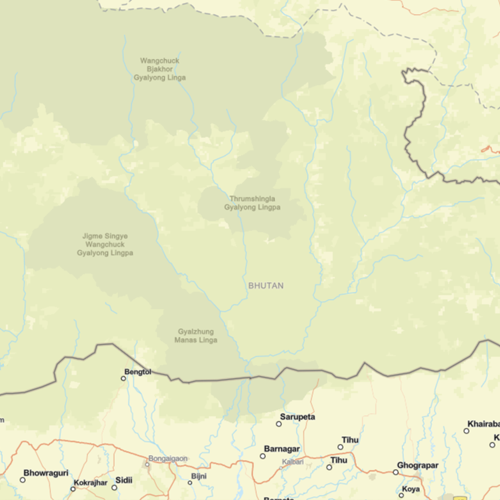 Wangchuck
Bjakhor
Gyalyong Linga
Thrumshingla
Gyalyong Lingpa
Jigme Singye
Wangchuck
Gyalyong Lingpa
BHUTAN
Gyalzhung
Manas Linga
Bengtol
Sarupeta
Khairaba
K
Tihu
Barnagar
Bongaigaon
Kalbari
Tihu
Ghograpar
Bhowraguri
Kokrajhar
Sidli
Bijni
Koya